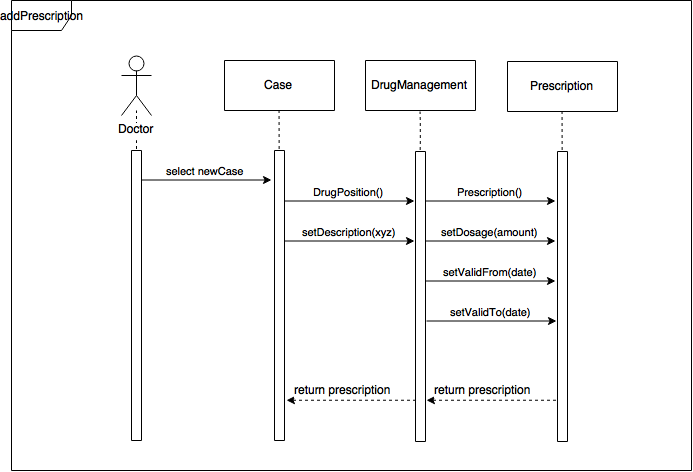 addPrescription
Case
DrugManagement
Prescription
Doctor
select newCase
DrugPosition()
Prescription()
setDescription(xyz)
setDosage(amount)
setValidFrom(date)
setValidTo(date)
return prescription
return prescription